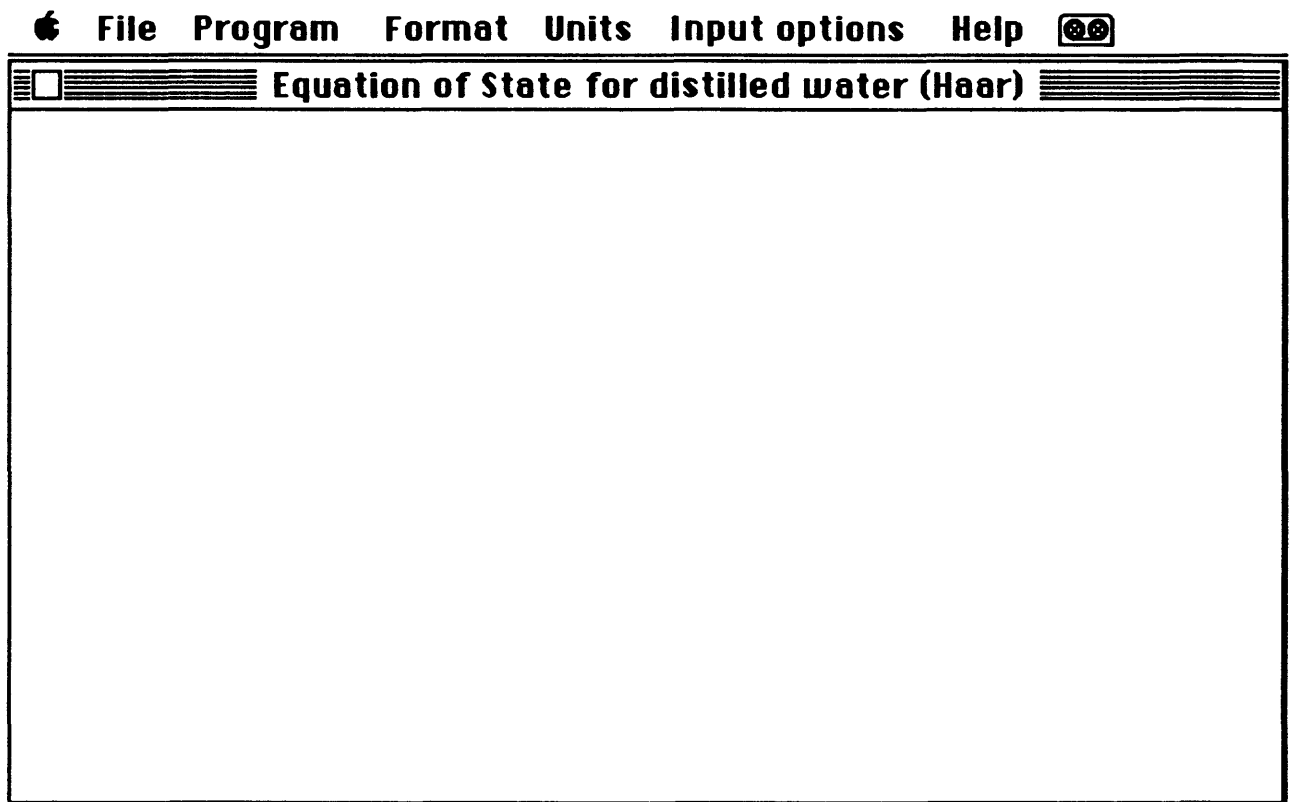 File Program Format Units Input options Help
Equation of State for distilled water (Haar)